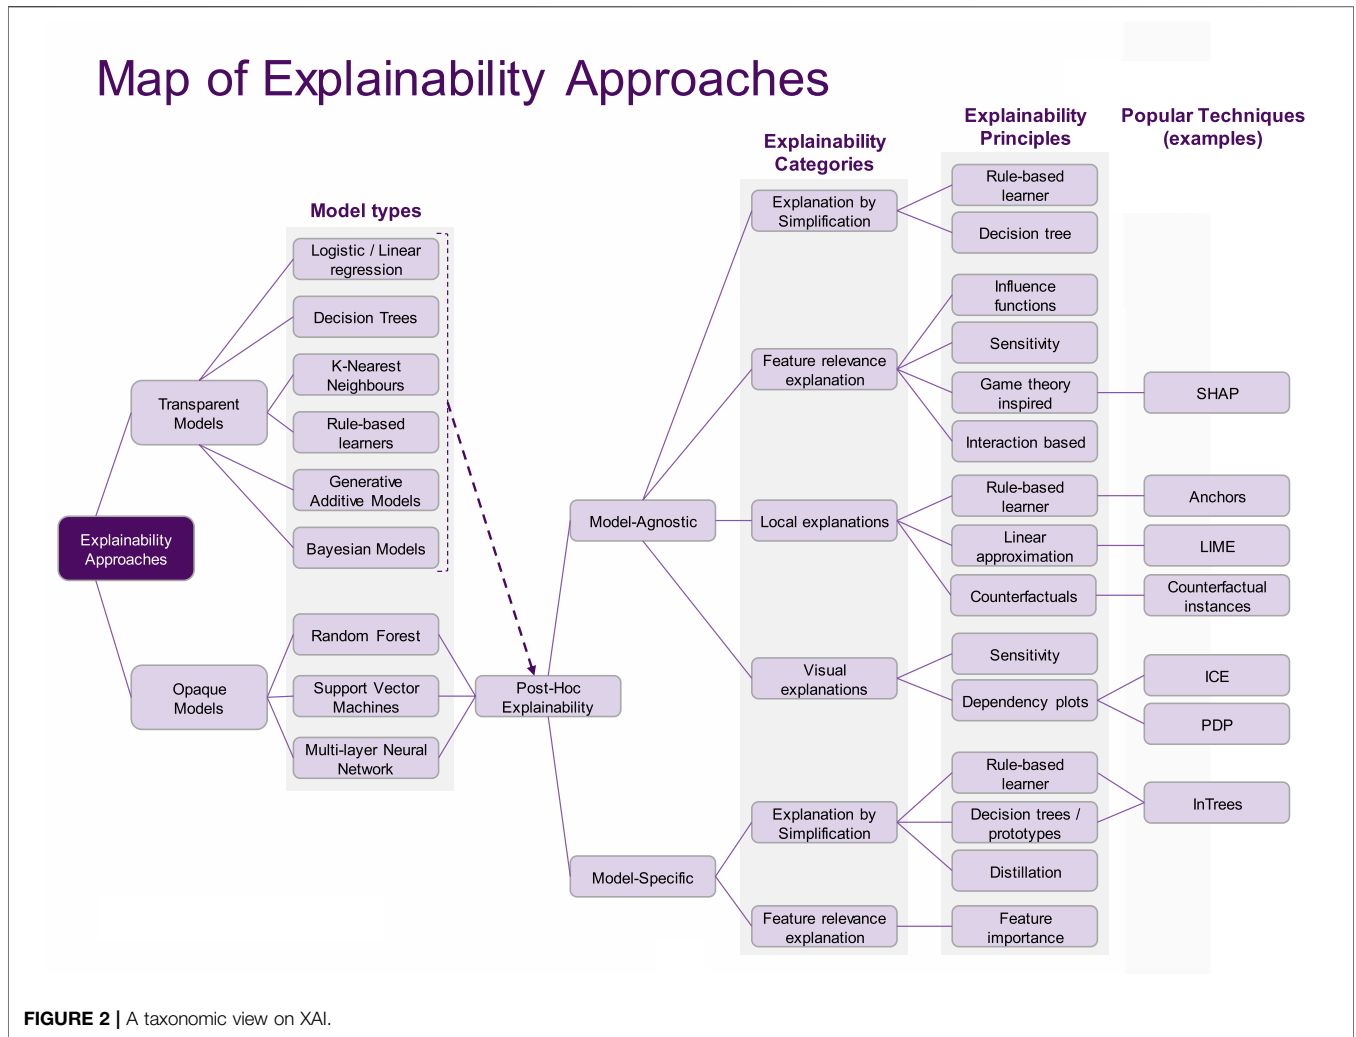 Map of Explainability Approaches
Explainability
Principles
Popular Techniques
(examples)
Explainability
Categories
Model types
Explainability
Approaches
Transparent
Models
Opaque
Models
Logistic / Linear
regression
Decision Trees
K-Nearest
Neighbours
Rule-based
learners
Generative
Additive Models
Bayesian Models
Random Forest
Support Vector
Machines
Multi-layer Neural
Network
Post-Hoc
Explainability
Model-Agnostic
Model-Specific
Explanation by
Simplification
Rule-based
learner
Decision tree
Feature relevance
explanation
Influence
functions
Sensitivity
Game theory
inspired
SHAP
Interaction based
Local explanations
Rule-based
learner
Anchors
Linear
approximation
LIME
Counterfactuals
Counterfactual
instances
Visual
explanations
Sensitivity
Dependency plots
ICE
PDP
Explanation by
Simplification
Rule-based
learner
Decision trees /
prototypes
InTrees
Distillation
Feature relevance
explanation
Feature
importance
FIGURE 2 | A taxonomic view on XAI.